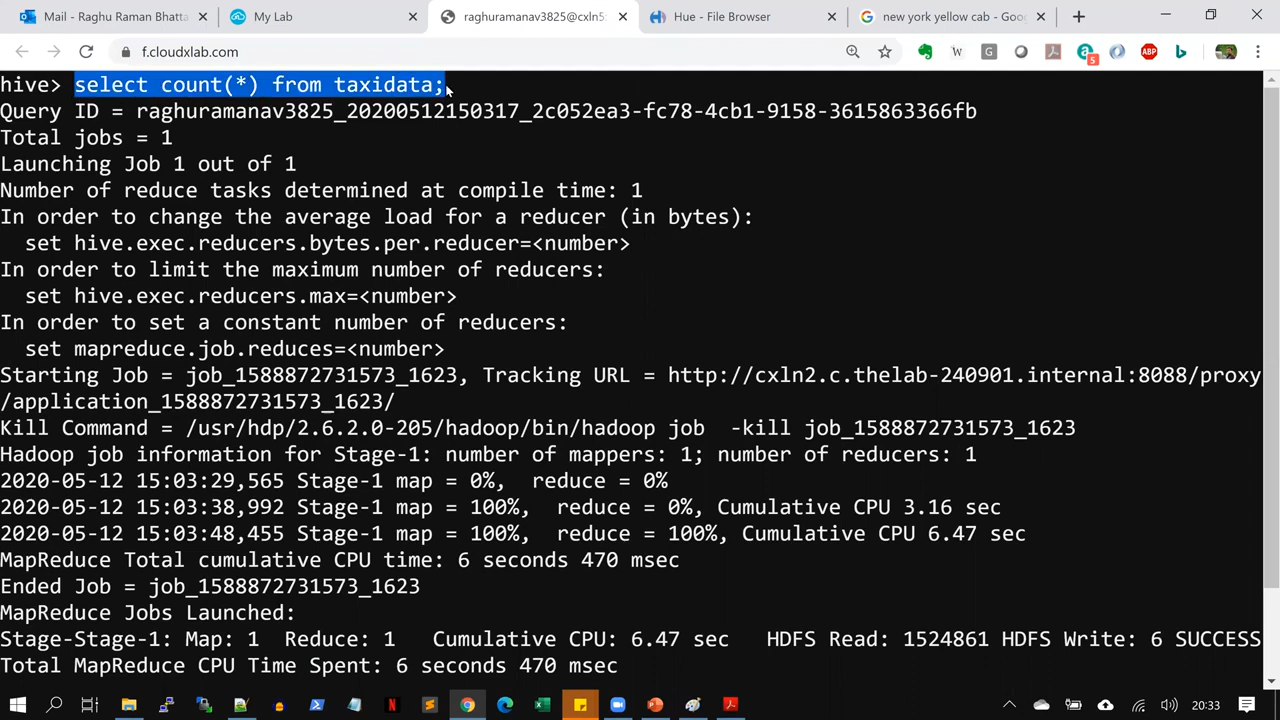 Mail - Raghu Raman Bhatta
My Lab
raghuramanav3825@cxln5
Hue - File Browser
new york yellow cab - Goo
f.cloudxlab.com
5
ABP
hive> select count(*) from taxidata;
Query ID = raghuramanav3825_20200512150317_2c052ea3-fc78-4cb1-9158-3615863366fb
Total jobs = 1
Launching Job 1 out of 1
Number of reduce tasks determined at compile time: 1
In order to change the average load for a reducer (in bytes):
set hive.exec.reducers.bytes.per.reducer=<number>
In order to limit the maximum number of reducers:
set hive.exec.reducers.max=<number>
In order to set a constant number of reducers:
set mapreduce.job.reduces=<number>
Starting Job = job_1588872731573_1623, Tracking URL = http://cxln2.c.thelab-240901.internal:8088/proxy
/application_1588872731573_1623/
Kill Command = /usr/hdp/2.6.2.0-205/hadoop/bin/hadoop job  -kill job_1588872731573_1623
Hadoop job information for Stage-1: number of mappers: 1; number of reducers: 1
2020-05-12 15:03:29,565 Stage-1 map = 0%,  reduce = 0%
2020-05-12 15:03:38,992 Stage-1 map = 100%,  reduce = 0%, Cumulative CPU 3.16 sec
2020-05-12 15:03:48,455 Stage-1 map = 100%,  reduce = 100%, Cumulative CPU 6.47 sec
MapReduce Total cumulative CPU time: 6 seconds 470 msec
Ended Job = job_1588872731573_1623
MapReduce Jobs Launched:
Stage-Stage-1: Map: 1  Reduce: 1   Cumulative CPU: 6.47 sec   HDFS Read: 1524861 HDFS Write: 6 SUCCESS
Total MapReduce CPU Time Spent: 6 seconds 470 msec
20:33